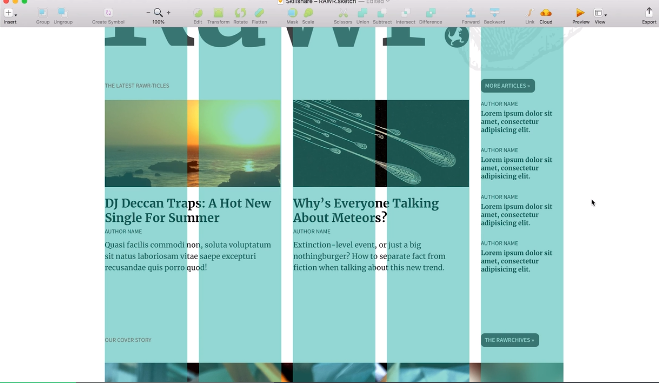 Skillshare – RAWR.sketch — Edited
Insert
Group
Ungroup
Create Symbol
100%
Edit
Transform
Rotate
Flatten
Mask
Scale
Scissors
Union
Subtract
Intersect
Difference
Forward
Backward
Link
Cloud
Preview
View
Export
Rawr.
THE LATEST RAWR-TICLES
MORE ARTICLES »
DJ Deccan Traps: A Hot New
Single For Summer
AUTHOR NAME
Quasi facilis commodi non, soluta voluptatum
sit natus laboriosam vitae saepe excepturi
recusandae quis porro quod!
Why's Everyone Talking
About Meteors?
AUTHOR NAME
Extinction-level event, or just a big
nothingburger? How to separate fact from
fiction when talking about this new trend.
AUTHOR NAME
Lorem ipsum dolor sit
amet, consectetur
adipisicing elit.
AUTHOR NAME
Lorem ipsum dolor sit
amet, consectetur
adipisicing elit.
AUTHOR NAME
Lorem ipsum dolor sit
amet, consectetur
adipisicing elit.
AUTHOR NAME
Lorem ipsum dolor sit
amet, consectetur
adipisicing elit.
OUR COVER STORY
THE RAWRCHIVES »